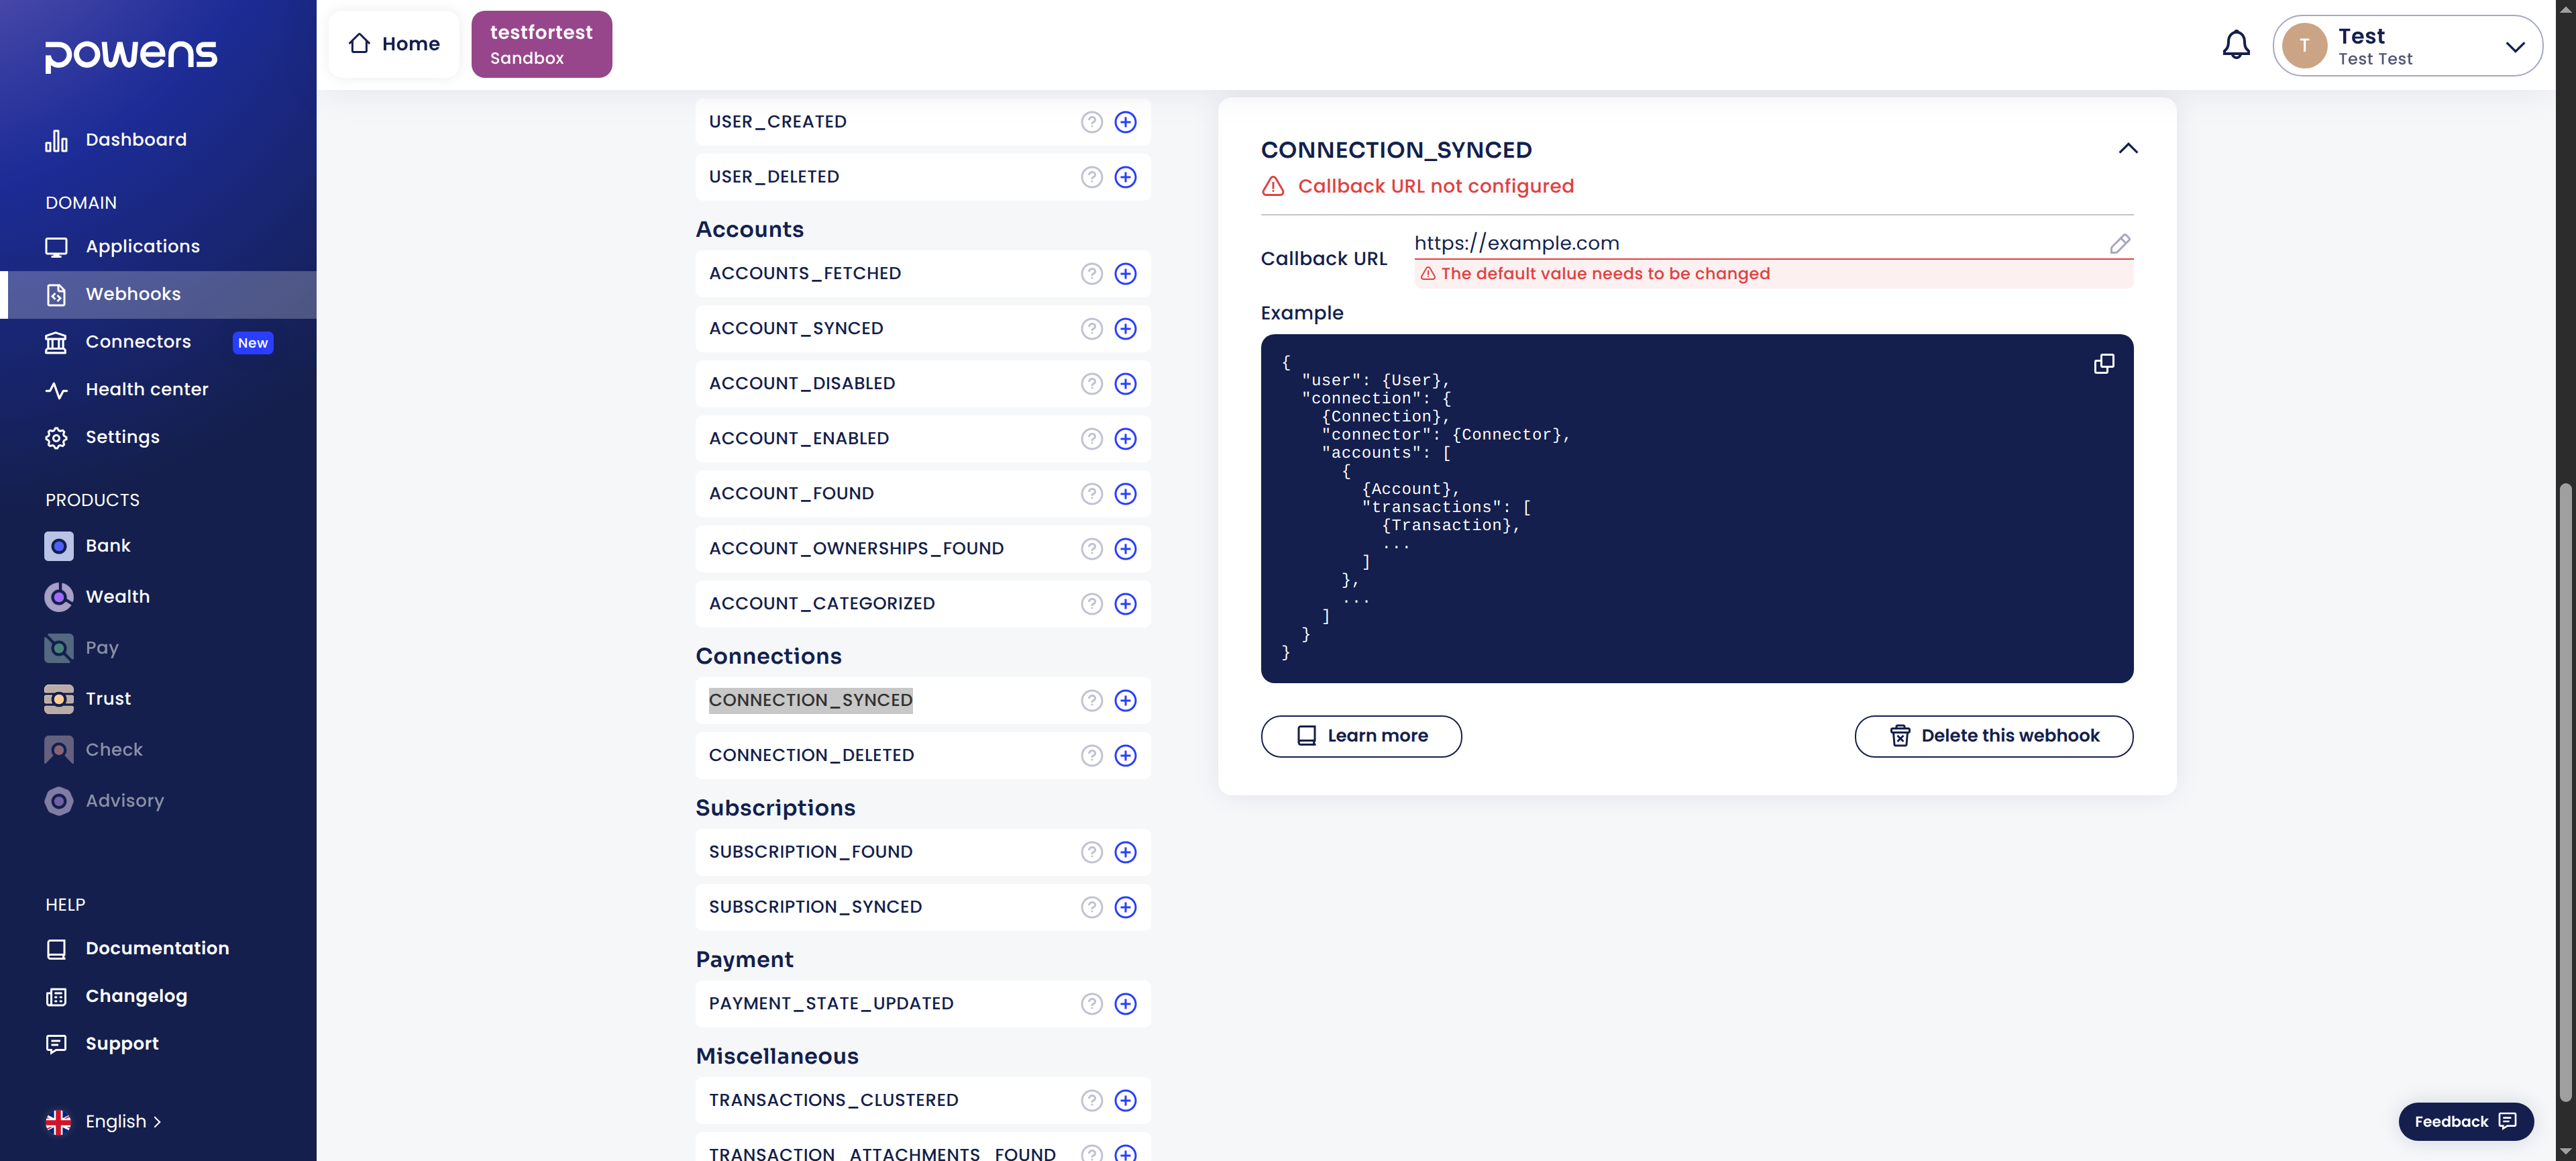 powens
Dashboard
DOMAIN
Applications
Webhooks
Connectors New
Health center
Settings
PRODUCTS
Bank
Wealth
Pay
Trust
Check
Advisory
HELP
Documentation
Changelog
Support
English >
Home
testfortest
Sandbox
T
Test
Test Test
USER_CREATED
USER_DELETED
Accounts
ACCOUNTS_FETCHED
ACCOUNT_SYNCED
ACCOUNT_DISABLED
ACCOUNT_ENABLED
ACCOUNT_FOUND
ACCOUNT_OWNERSHIPS_FOUND
ACCOUNT_CATEGORIZED
Connections
CONNECTION_SYNCED
CONNECTION_DELETED
Subscriptions
SUBSCRIPTION_FOUND
SUBSCRIPTION_SYNCED
Payment
PAYMENT_STATE_UPDATED
Miscellaneous
TRANSACTIONS_CLUSTERED
TRANSACTION_ATTACHMENTS_FOUND
CONNECTION_SYNCED
Callback URL not configured
Callback URL https://example.com
The default value needs to be changed
Example
{
  "user": {User},
  "connection": {
    {Connection},
    "connector": {Connector},
    "accounts": [
      {
        {Account},
        "transactions": [
          {Transaction},
          ...
        ]
      },
      ...
    ]
  }
}
Learn more
Delete this webhook
Feedback